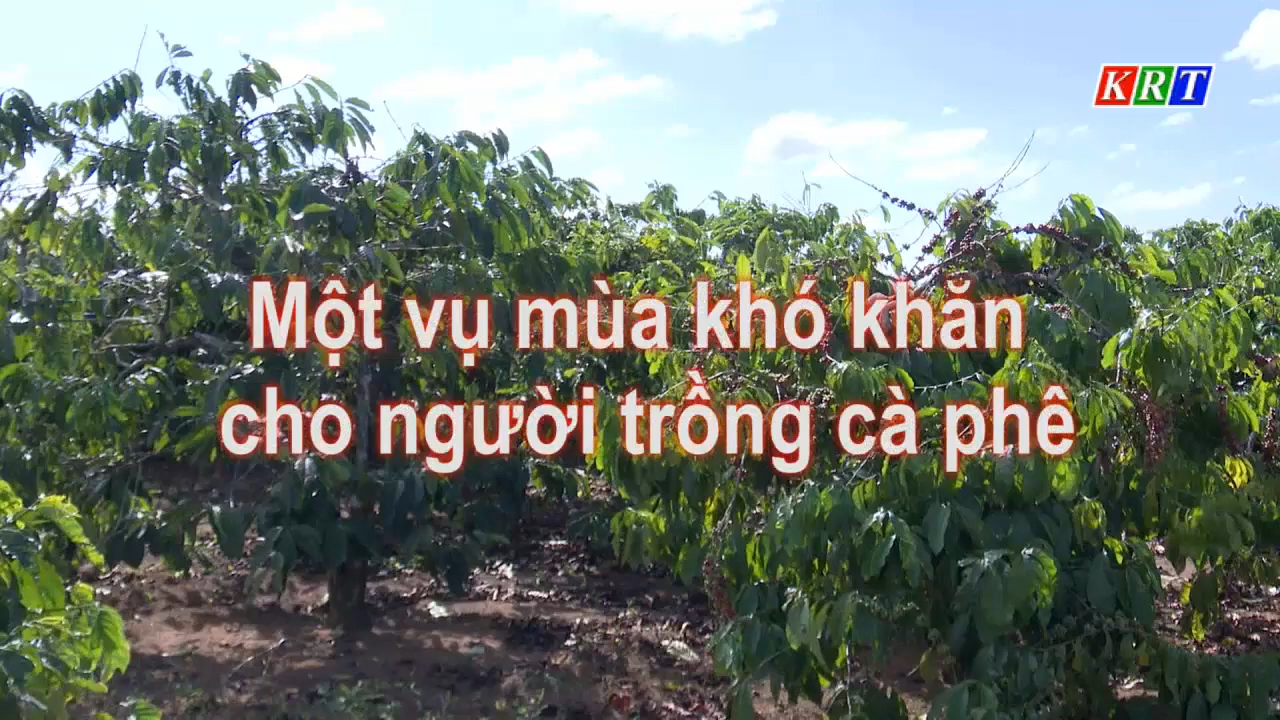 KRT
Một vụ mùa khó khăn
cho người trồng cà phê